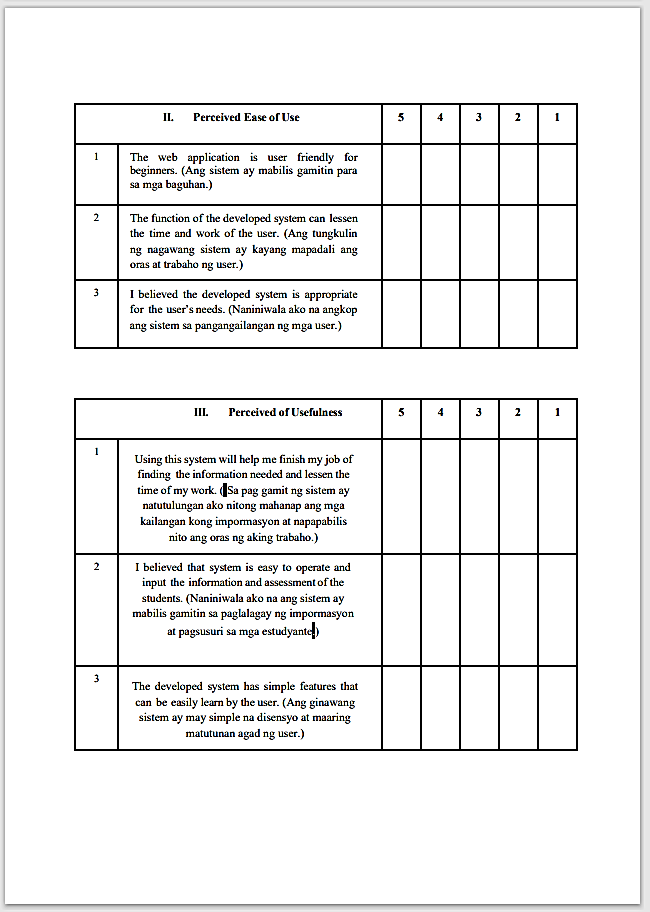 II. Perceived Ease of Use 5 4 3 2 1
1 The web application is user friendly for
beginners. (Ang sistem ay mabilis gamitin para
sa mga baguhan.)
2 The function of the developed system can lessen
the time and work of the user. (Ang tungkulin
ng nagawang sistem ay kayang mapadali ang
oras at trabaho ng user.)
3 I believed the developed system is appropriate
for the user's needs. (Naniniwala ako na angkop
ang sistem sa pangangailangan ng mga user.)
III. Perceived of Usefulness 5 4 3 2 1
1 Using this system will help me finish my job of
finding the information needed and lessen the
time of my work. (Sa pag gamit ng sistem ay
natutulungan ako nitong mahanap ang mga
kailangan kong impormasyon at napapabilis
nito ang oras ng aking trabaho.)
2 I believed that system is easy to operate and
input the information and assessment of the
students. (Naniniwala ako na ang sistem ay
mabilis gamitin sa paglalagay ng impormasyon
at pagsusuri sa mga estudyante.)
3 The developed system has simple features that
can be easily learn by the user. (Ang ginawang
sistem ay may simple na disensyo at maaring
matutunan agad ng user.)